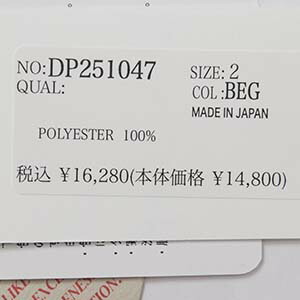 NO:DP251047 SIZE: 2
QUAL: COL:BEG
MADE IN JAPAN
POLYESTER 100%
税込 ¥16,280(本体価格 ¥14,800)